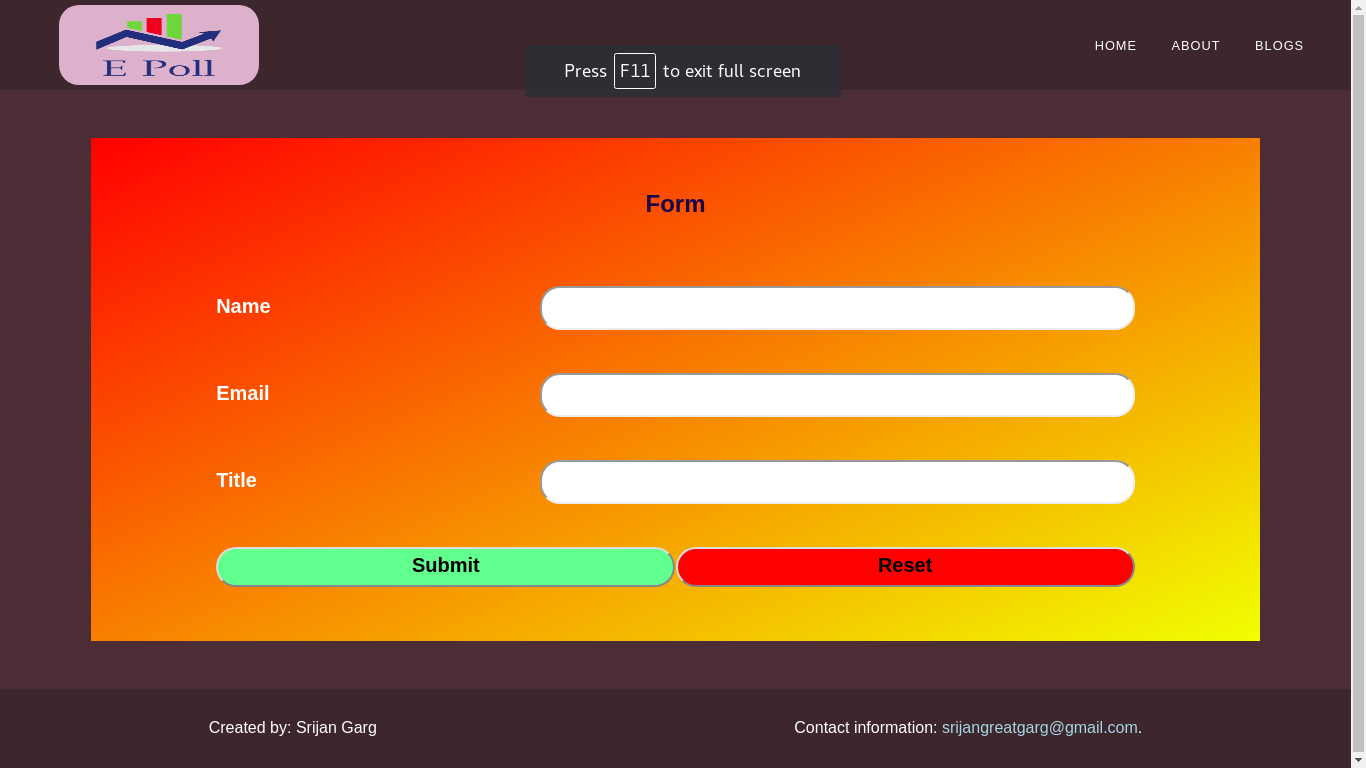 E Poll
HOME ABOUT BLOGS
Press F11 to exit full screen
Form
Name
Email
Title
Submit Reset
Created by: Srijan Garg Contact information: srijangreatgarg@gmail.com.